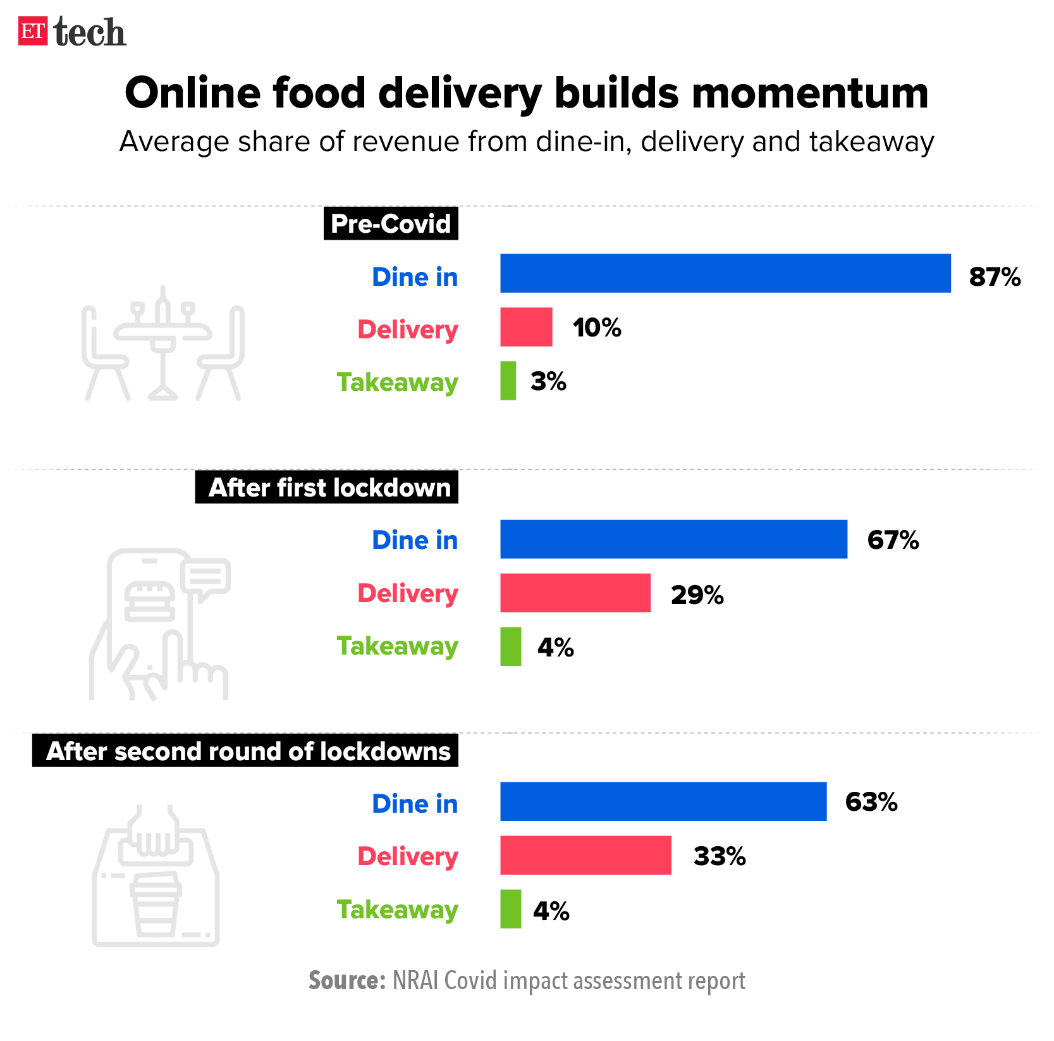 ET tech
Online food delivery builds momentum
Average share of revenue from dine-in, delivery and takeaway
Pre-Covid
Dine in 87%
Delivery 10%
Takeaway 3%
After first lockdown
Dine in 67%
Delivery 29%
Takeaway 4%
After second round of lockdowns
Dine in 63%
Delivery 33%
Takeaway 4%
Source: NRAI Covid impact assessment report